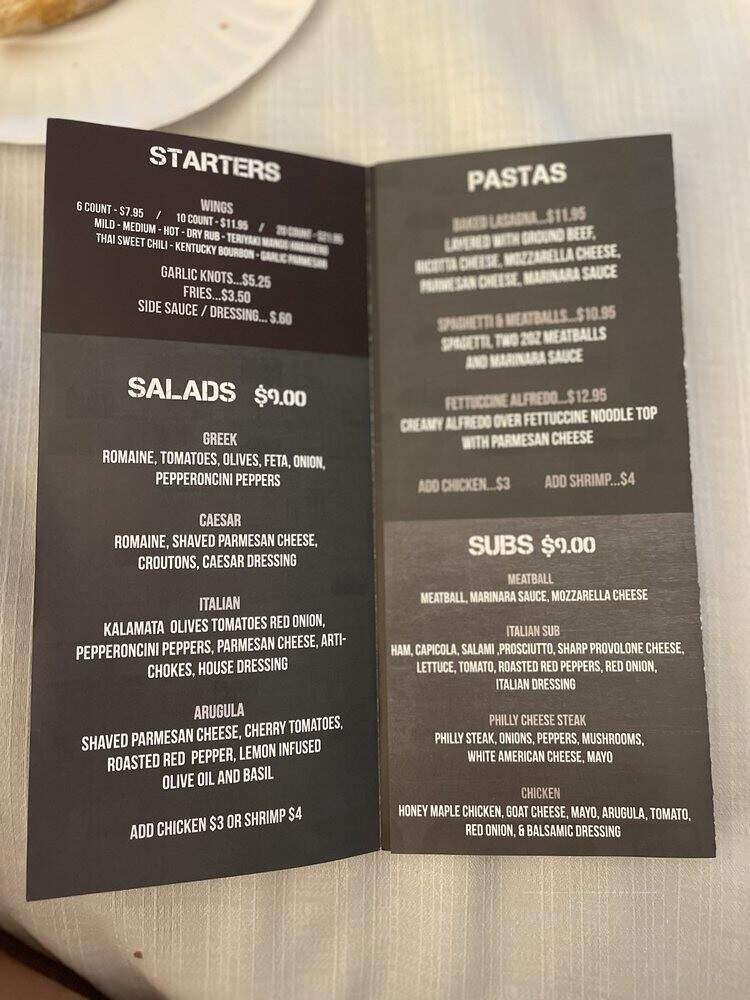 STARTERS
WINGS
6 COUNT - $7.95 / 10 COUNT - $11.95 / 20 COUNT - $21.95
MILD - MEDIUM - HOT - DRY RUB - TERIYAKI MANGO HABANERO
THAI SWEET CHILI - KENTUCKY BOURBON - GARLIC PARMESAN
GARLIC KNOTS...$5.25
FRIES...$3.50
SIDE SAUCE / DRESSING... $.60
SALADS $9.00
GREEK
ROMAINE, TOMATOES, OLIVES, FETA, ONION,
PEPPERONCINI PEPPERS
CAESAR
ROMAINE, SHAVED PARMESAN CHEESE,
CROUTONS, CAESAR DRESSING
ITALIAN
KALAMATA OLIVES TOMATOES RED ONION,
PEPPERONCINI PEPPERS, PARMESAN CHEESE, ARTI-
CHOKES, HOUSE DRESSING
ARUGULA
SHAVED PARMESAN CHEESE, CHERRY TOMATOES,
ROASTED RED PEPPER, LEMON INFUSED
OLIVE OIL AND BASIL
ADD CHICKEN $3 OR SHRIMP $4
PASTAS
BAKED LASAGNA...$11.95
LAYERED WITH GROUND BEEF,
RICOTTA CHEESE, MOZZARELLA CHEESE,
PARMESAN CHEESE, MARINARA SAUCE
SPAGHETTI & MEATBALLS...$10.95
SPAGETTI, TWO 2OZ MEATBALLS
AND MARINARA SAUCE
FETTUCCINE ALFREDO...$12.95
CREAMY ALFREDO OVER FETTUCCINE NOODLE TOP
WITH PARMESAN CHEESE
ADD CHICKEN...$3 ADD SHRIMP...$4
SUBS $9.00
MEATBALL
MEATBALL, MARINARA SAUCE, MOZZARELLA CHEESE
ITALIAN SUB
HAM, CAPICOLA, SALAMI ,PROSCIUTTO, SHARP PROVOLONE CHEESE,
LETTUCE, TOMATO, ROASTED RED PEPPERS, RED ONION,
ITALIAN DRESSING
PHILLY CHEESE STEAK
PHILLY STEAK, ONIONS, PEPPERS, MUSHROOMS,
WHITE AMERICAN CHEESE, MAYO
CHICKEN
HONEY MAPLE CHICKEN, GOAT CHEESE, MAYO, ARUGULA, TOMATO,
RED ONION, & BALSAMIC DRESSING